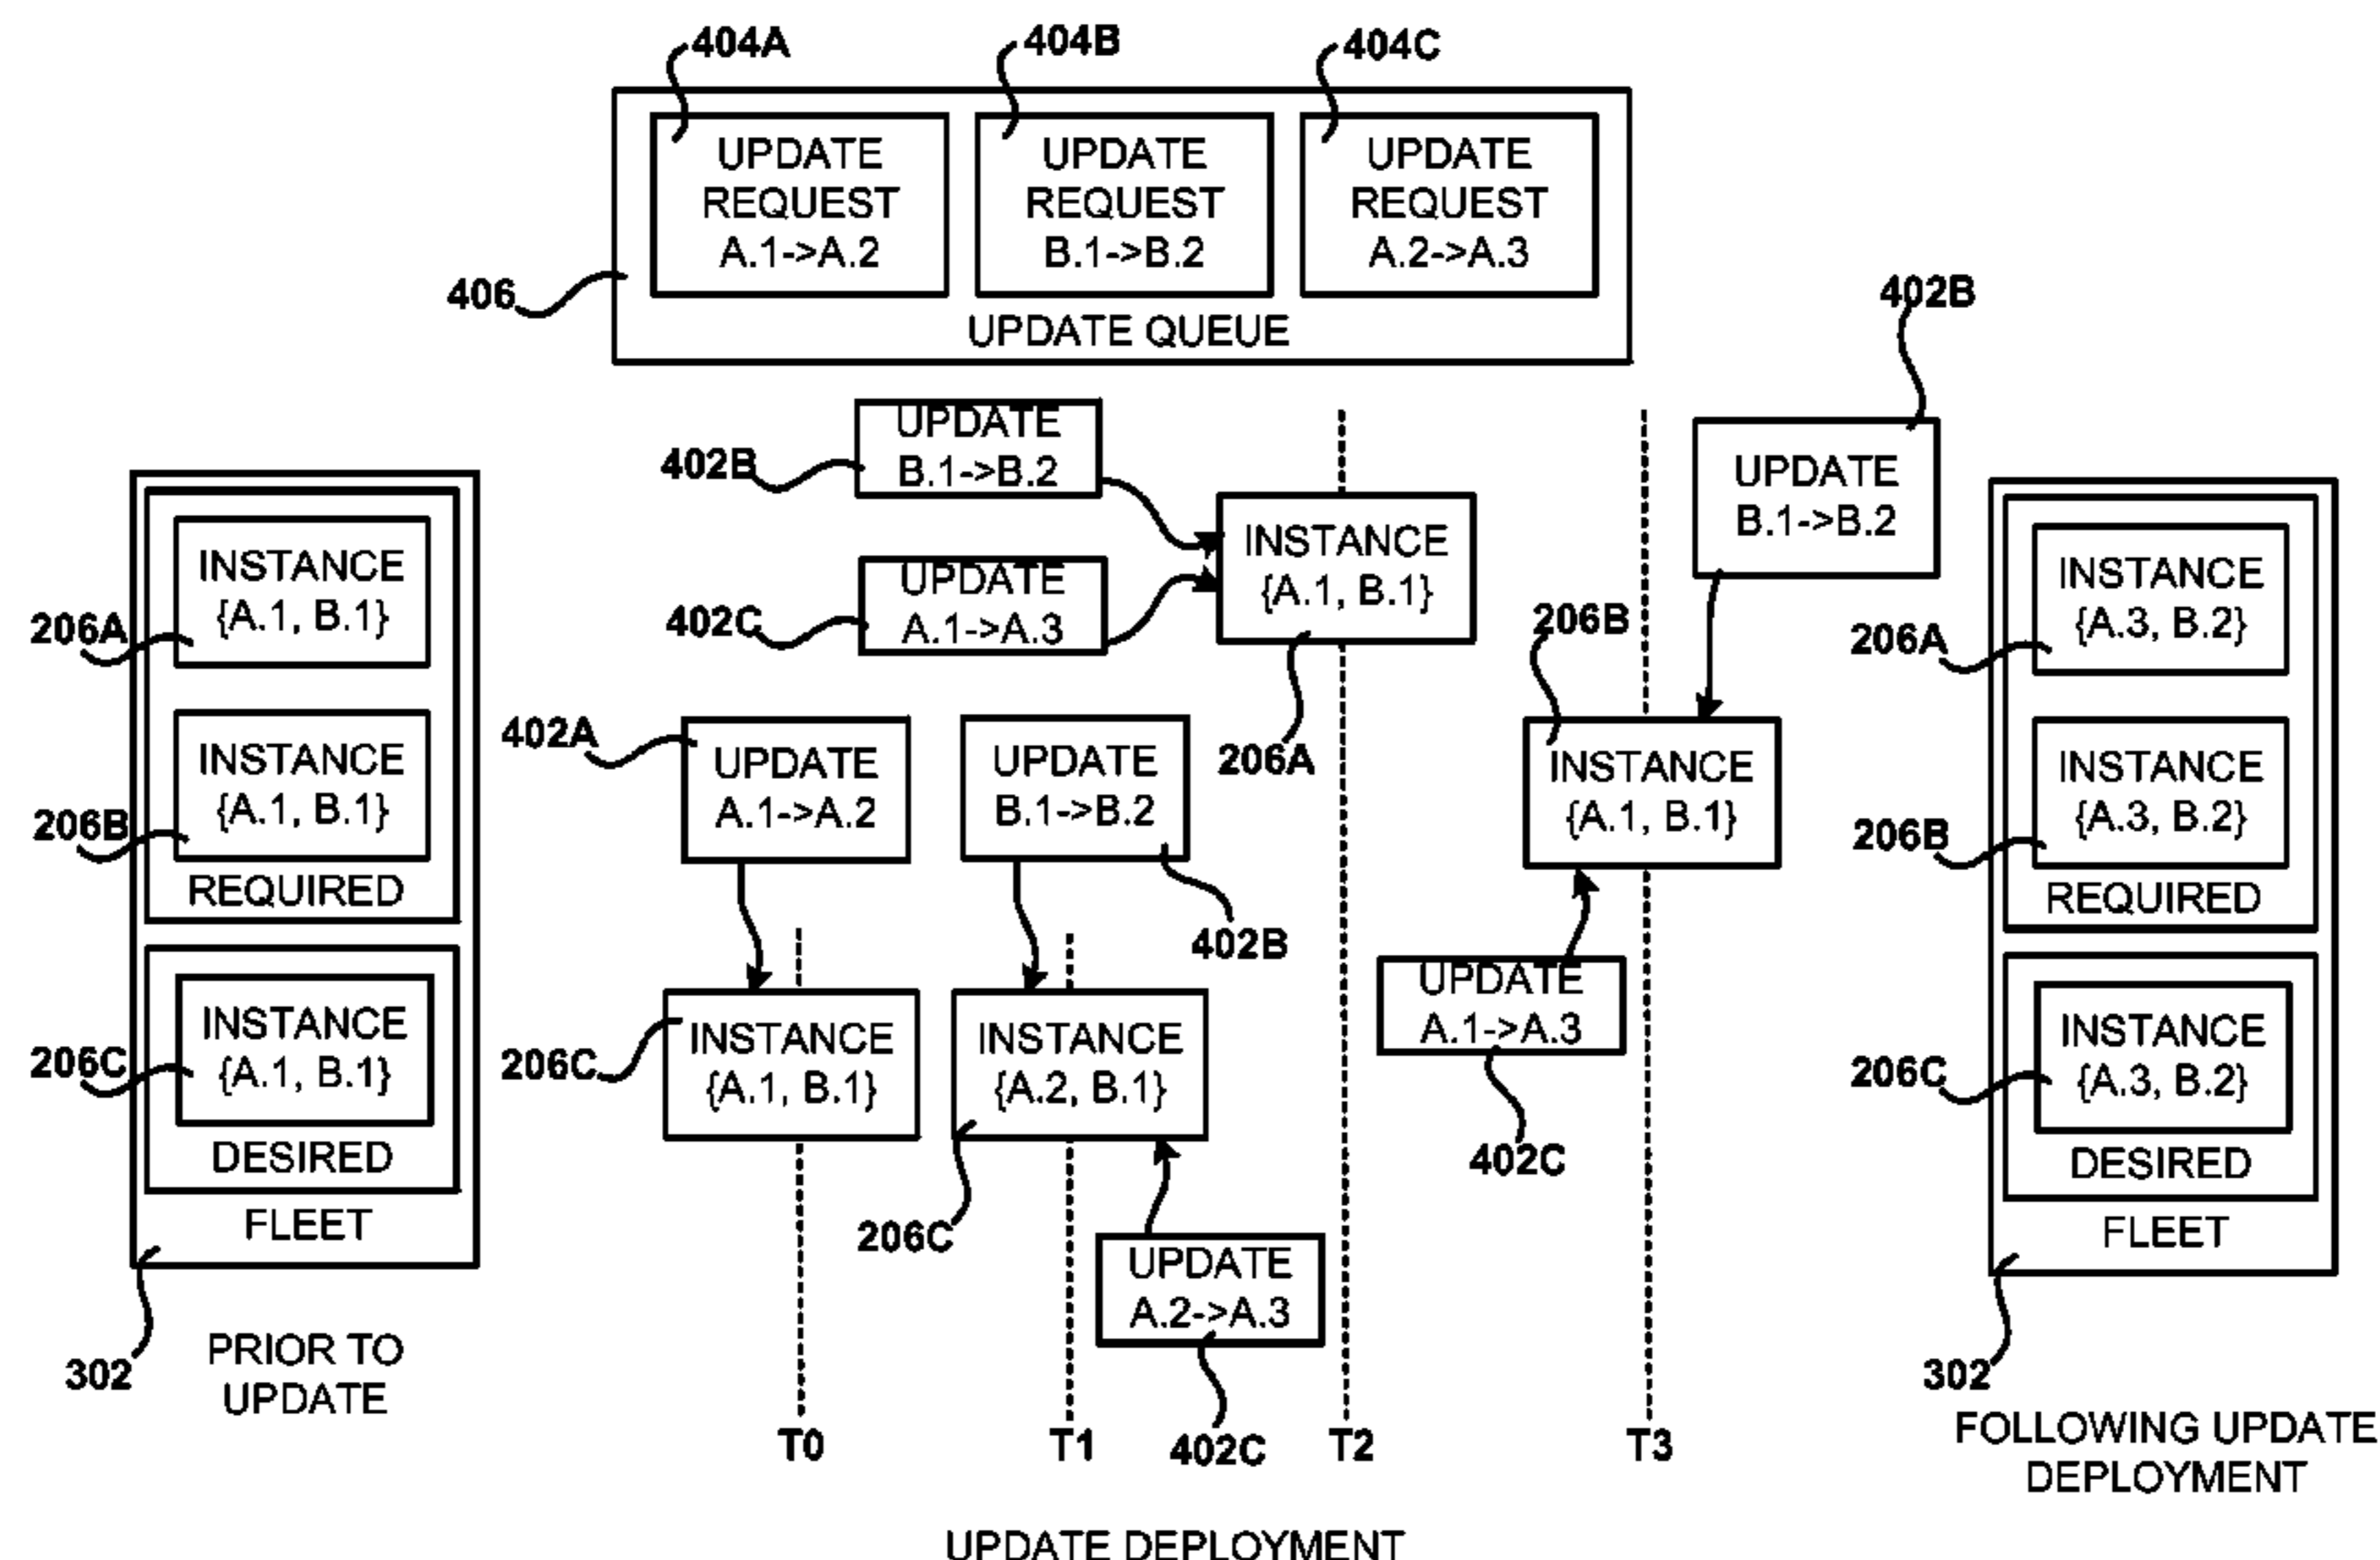 404A
404B
404C
UPDATE
REQUEST
A.1->A.2
UPDATE
REQUEST
B.1->B.2
UPDATE
REQUEST
A.2->A.3
406
UPDATE QUEUE
402B
UPDATE
B.1->B.2
402B
UPDATE
B.1->B.2
INSTANCE
{A.1, B.1}
206A
INSTANCE
{A.1, B.1}
206B
REQUIRED
INSTANCE
{A.1, B.1}
206C
DESIRED
FLEET
302
PRIOR TO
UPDATE
402C
UPDATE
A.1->A.3
INSTANCE
{A.1, B.1}
206A
402A
UPDATE
A.1->A.2
UPDATE
B.1->B.2
402B
206C
INSTANCE
{A.1, B.1}
INSTANCE
{A.2, B.1}
206C
UPDATE
A.2->A.3
402C
206B
INSTANCE
{A.1, B.1}
UPDATE
A.1->A.3
402C
T0
T1
T2
T3
INSTANCE
{A.3, B.2}
206A
INSTANCE
{A.3, B.2}
206B
REQUIRED
INSTANCE
{A.3, B.2}
206C
DESIRED
FLEET
302
FOLLOWING UPDATE
DEPLOYMENT
UPDATE DEPLOYMENT